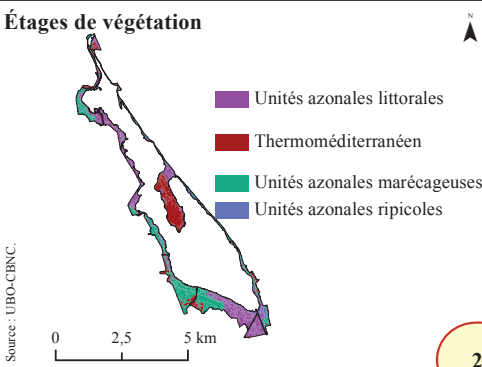 Étages de végétation
N
Unités azonales littorales
Thermoméditerranéen
Unités azonales marécageuses
Unités azonales ripicoles
Source : UBO-CBNC.
0 2,5 5 km
2